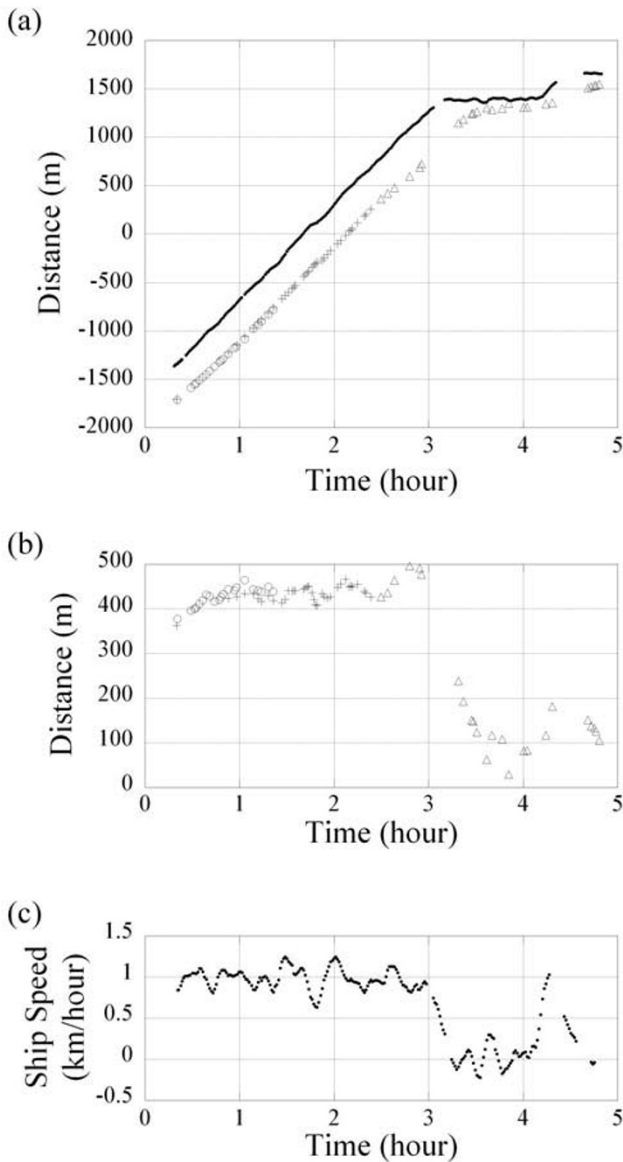 (a)
2000
1500
1000
500
0
-500
-1000
-1500
-2000
Distance (m)
0 1 2 3 4 5
Time (hour)
(b)
500
400
300
200
100
0
Distance (m)
0 1 2 3 4 5
Time (hour)
(c)
1.5
1
0.5
0
-0.5
Ship Speed
(km/hour)
0 1 2 3 4 5
Time (hour)